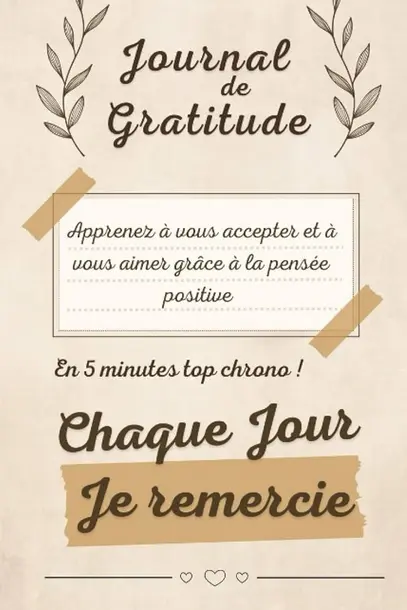 Journal
de
Gratitude
Apprenez à vous accepter et à
vous aimer grâce à la pensée
positive
En 5 minutes top chrono !
Chaque Jour
Je remercie